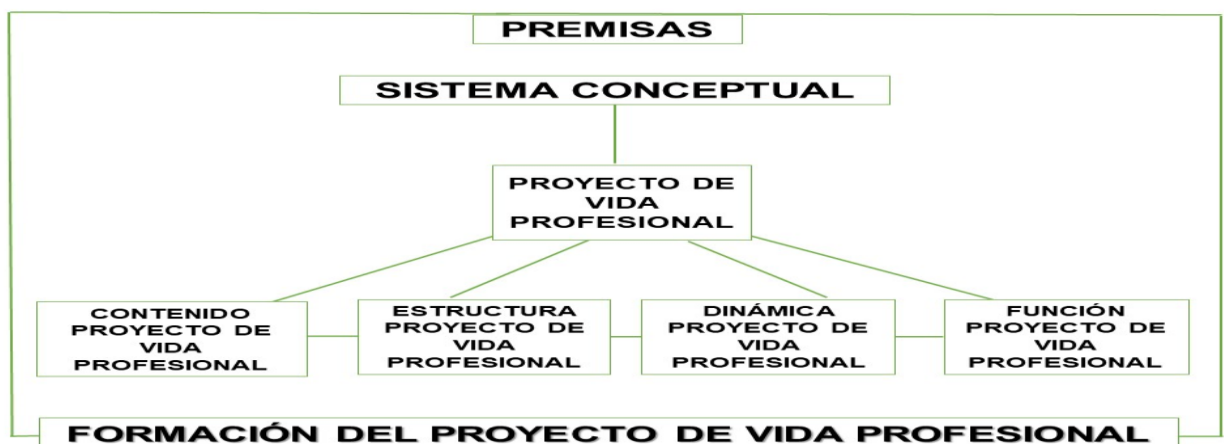 PREMISAS
SISTEMA CONCEPTUAL
PROYECTO DE
VIDA
PROFESIONAL
CONTENIDO
PROYECTO DE
VIDA
PROFESIONAL
ESTRUCTURA
PROYECTO DE
VIDA
PROFESIONAL
DINÁMICA
PROYECTO DE
VIDA
PROFESIONAL
FUNCIÓN
PROYECTO DE
VIDA
PROFESIONAL
FORMACIÓN DEL PROYECTO DE VIDA PROFESIONAL